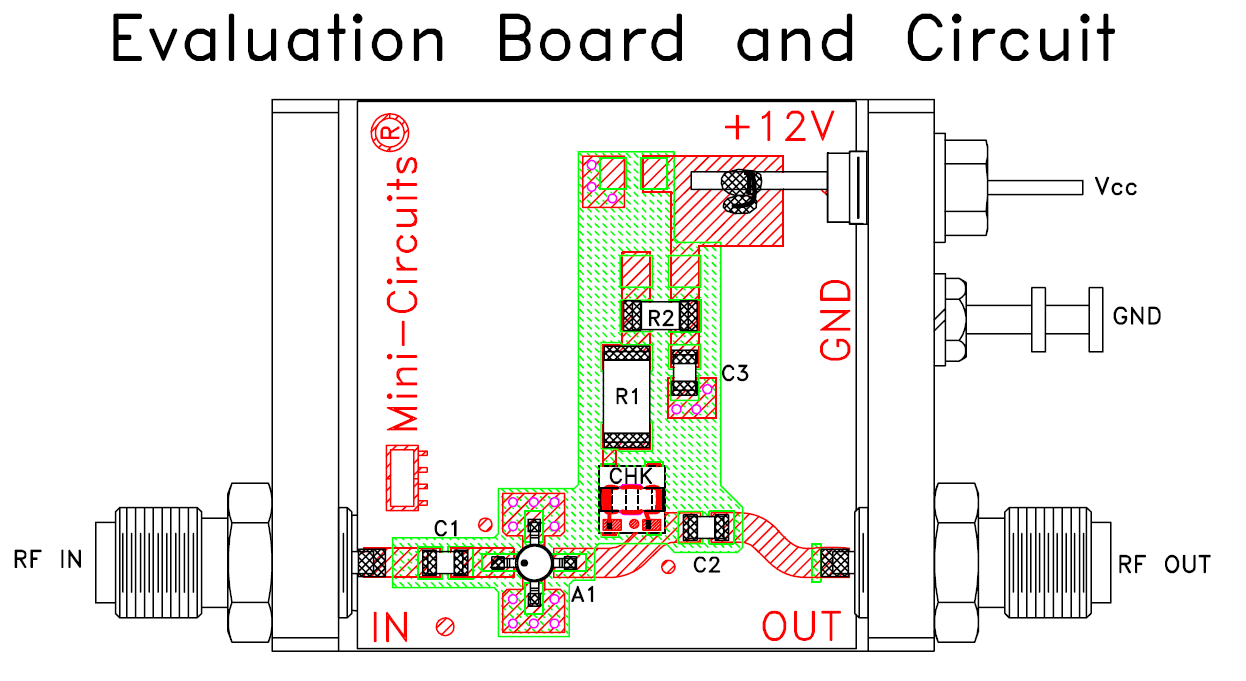 Evaluation Board and Circuit
®
+12V
Mini-Circuits
Vcc
GND
GND
R2
C3
R1
CHK
C1
C2
A1
RF IN
RF OUT
IN
OUT